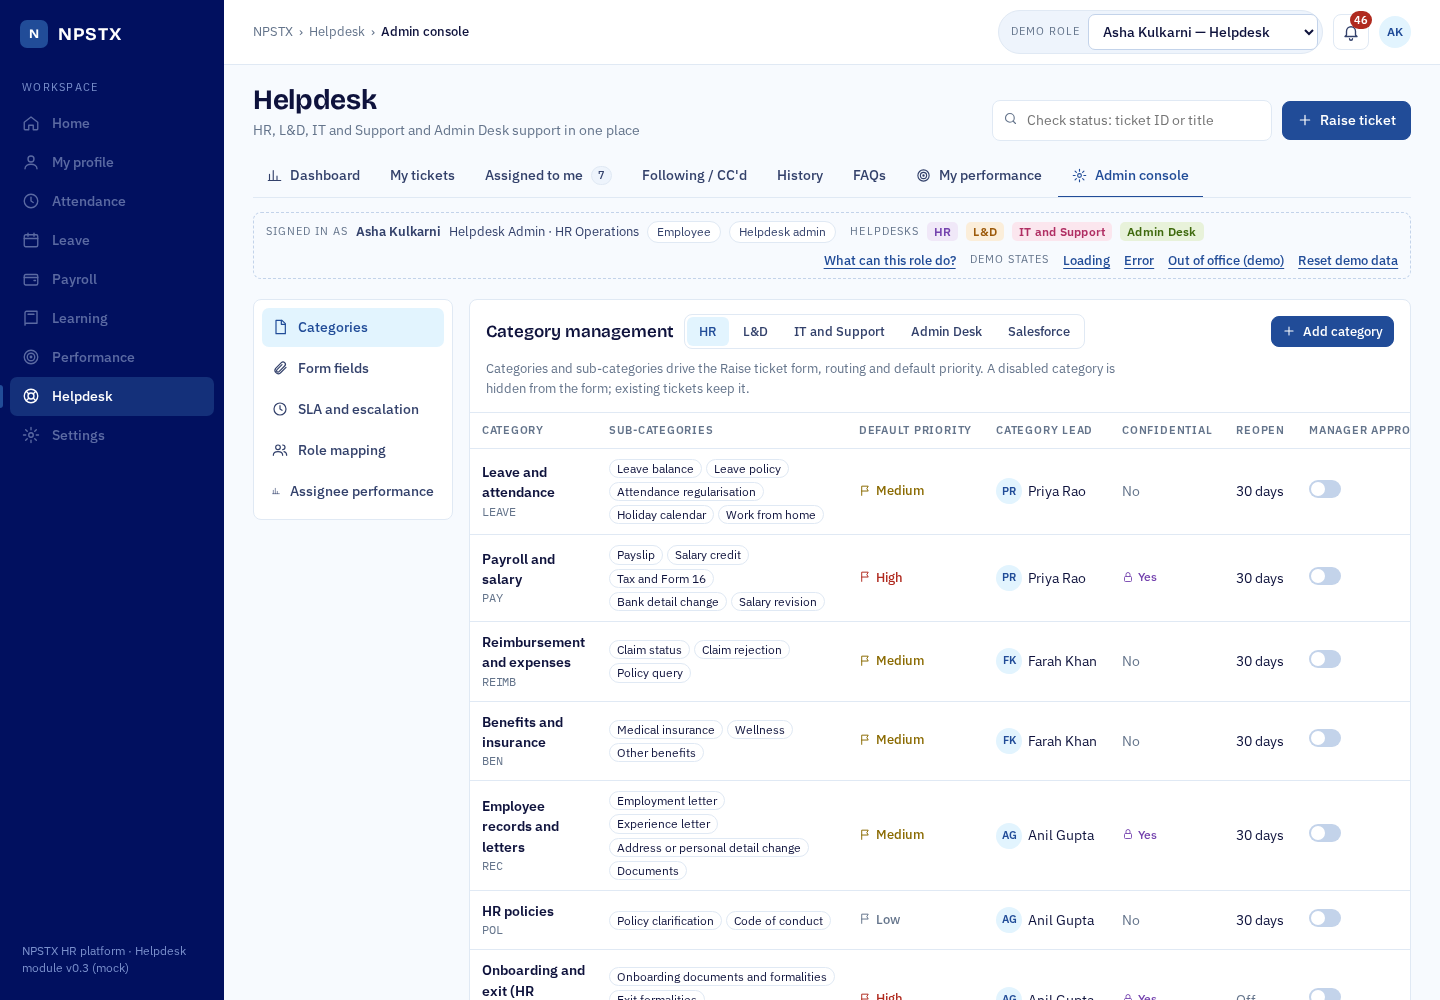 N NPSTX
NPSTX › Helpdesk › Admin console
DEMO ROLE Asha Kulkarni — Helpdesk
46
AK
WORKSPACE
Home
My profile
Attendance
Leave
Payroll
Learning
Performance
Helpdesk
Settings
NPSTX HR platform · Helpdesk
module v0.3 (mock)
Helpdesk
HR, L&D, IT and Support and Admin Desk support in one place
Check status: ticket ID or title
Raise ticket
Dashboard My tickets Assigned to me 7 Following / CC'd History FAQs My performance Admin console
SIGNED IN AS Asha Kulkarni Helpdesk Admin · HR Operations Employee Helpdesk admin HELPDESKS HR L&D IT and Support Admin Desk
What can this role do? DEMO STATES Loading Error Out of office (demo) Reset demo data
Categories
Form fields
SLA and escalation
Role mapping
Assignee performance
Category management HR L&D IT and Support Admin Desk Salesforce
Add category
Categories and sub-categories drive the Raise ticket form, routing and default priority. A disabled category is
hidden from the form; existing tickets keep it.
CATEGORY SUB-CATEGORIES DEFAULT PRIORITY CATEGORY LEAD CONFIDENTIAL REOPEN MANAGER APPRO
Leave and
attendance
LEAVE
Leave balance Leave policy
Attendance regularisation
Holiday calendar Work from home
Medium PR Priya Rao No 30 days
Payroll and
salary
PAY
Payslip Salary credit
Tax and Form 16
Bank detail change Salary revision
High PR Priya Rao Yes 30 days
Reimbursement
and expenses
REIMB
Claim status Claim rejection
Policy query
Medium FK Farah Khan No 30 days
Benefits and
insurance
BEN
Medical insurance Wellness
Other benefits
Medium FK Farah Khan No 30 days
Employee
records and
letters
REC
Employment letter
Experience letter
Address or personal detail change
Documents
Medium AG Anil Gupta Yes 30 days
HR policies
POL
Policy clarification Code of conduct
Low AG Anil Gupta No 30 days
Onboarding and
exit (HR
Onboarding documents and formalities
Exit formalities
High AG Anil Gupta Yes Off